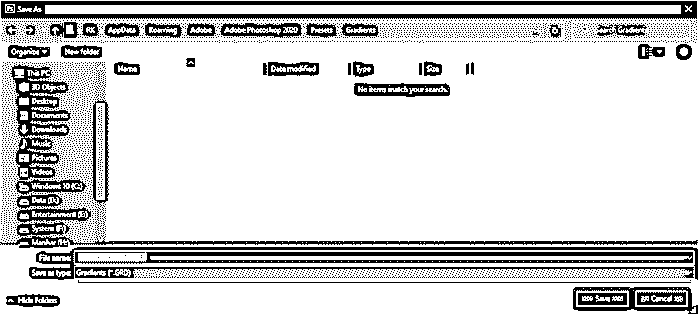 Save As
RK AppData Roaming Adobe Adobe Photoshop 2020 Presets Gradients
Search Gradient
Organize New folder
Name Date modified Type Size
No items match your search.
This PC
3D Objects
Desktop
Documents
Downloads
Music
Pictures
Videos
Windows 10 (C:)
Data (D:)
Entertainment (E:)
System (F:)
Manhar (H:)
File name:
Save as type: Gradients (*.GRD)
Hide Folders
Save Cancel